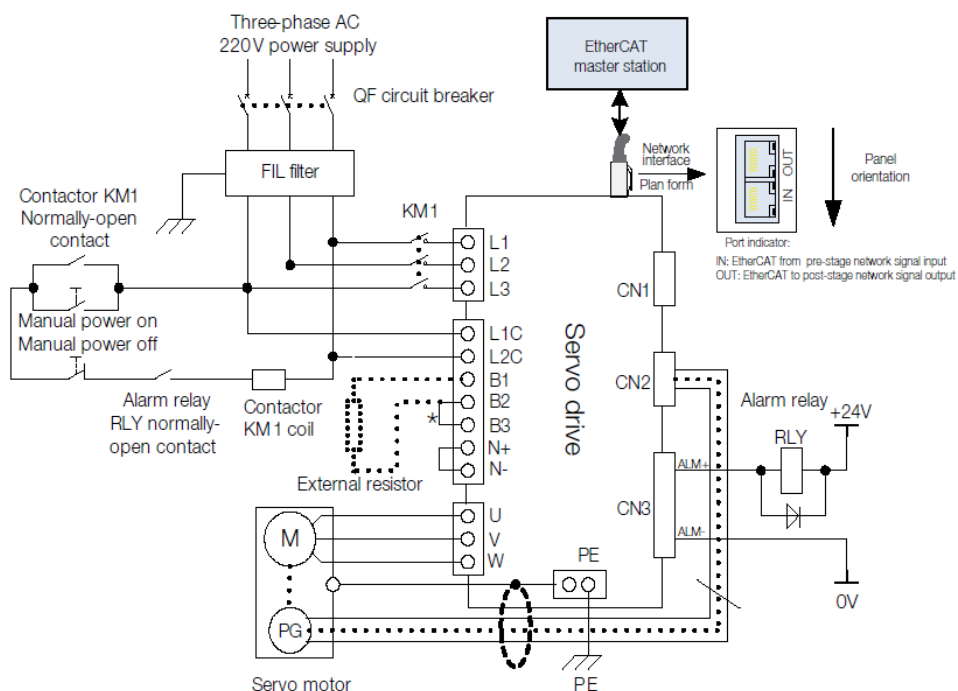 Three-phase AC
220V power supply
QF circuit breaker
FIL filter
EtherCAT
master station
Network
interface
Plan form
OUT
IN
Panel
orientation
Port indicator:
IN: EtherCAT from pre-stage network signal input
OUT: EtherCAT to post-stage network signal output
Contactor KM1
Normally-open
contact
KM1
L1
L2
L3
Manual power on
Manual power off
L1C
L2C
B1
B2
*
B3
N+
N-
Alarm relay
RLY normally-
open contact
Contactor
KM1 coil
External resistor
Servo drive
CN1
CN2
CN3
ALM+
ALM-
Alarm relay
+24V
RLY
0V
U
V
W
M
PG
PE
PE
Servo motor